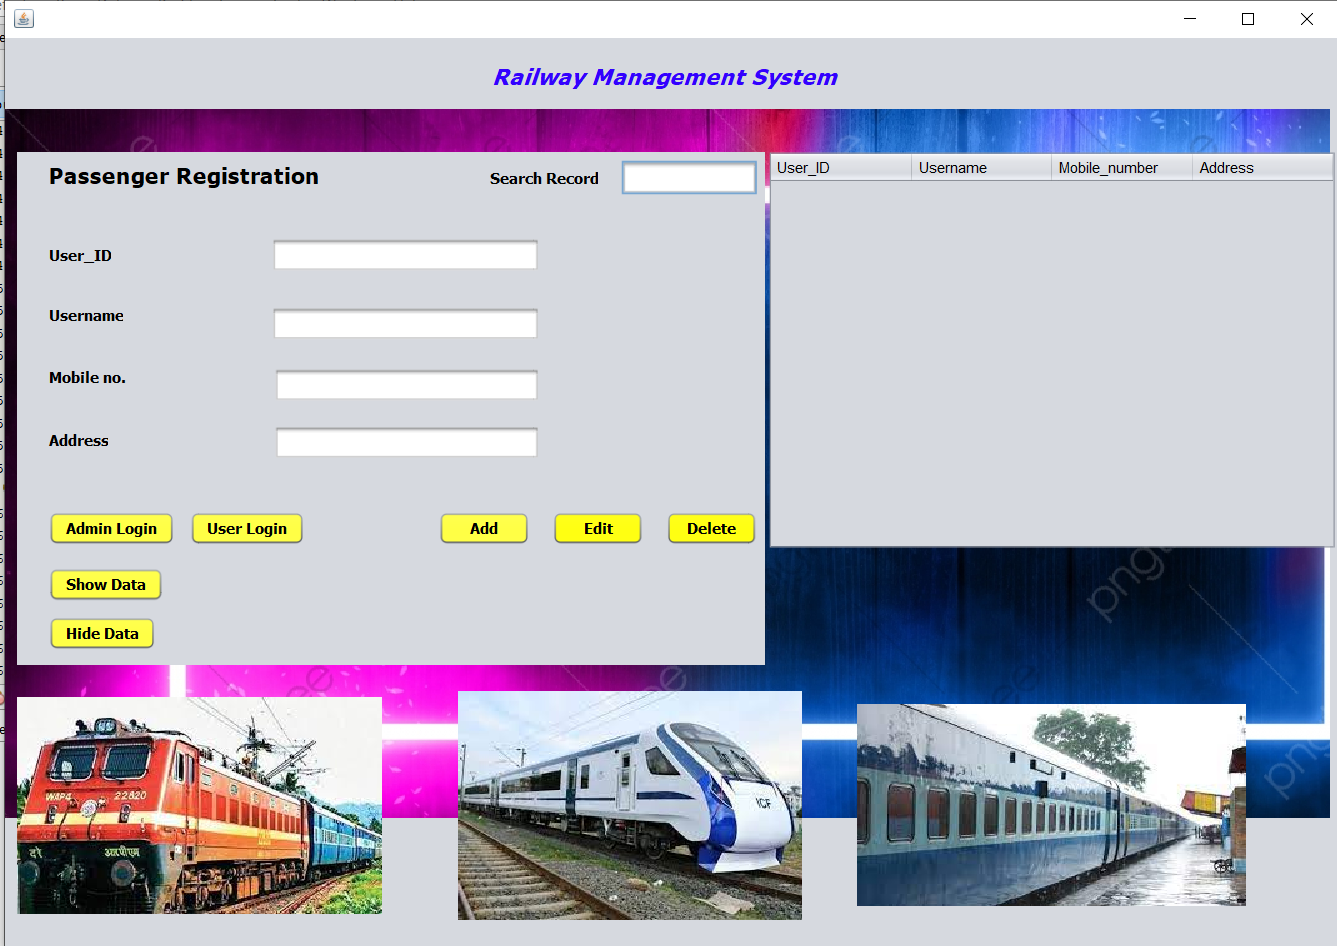 Railway Management System
Passenger Registration
Search Record
User_ID
Username
Mobile_number
Address
User_ID
Username
Mobile no.
Address
Admin Login
User Login
Add
Edit
Delete
Show Data
Hide Data
WAP4
22820
ICF